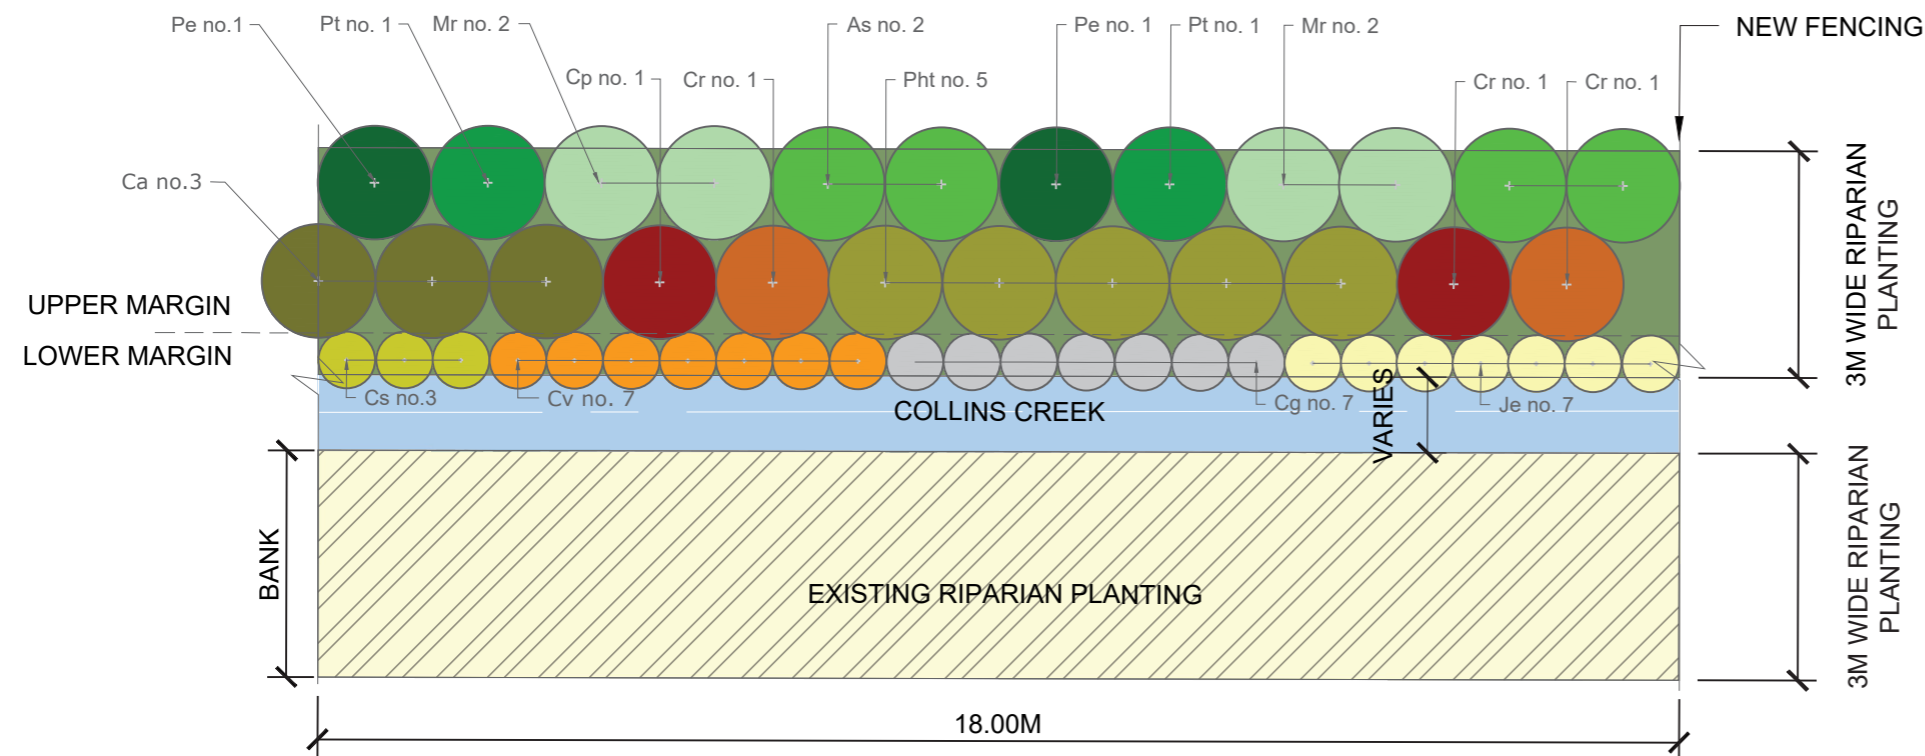 Pe no.1
Pt no. 1
Mr no. 2
As no. 2
Pe no. 1
Pt no. 1
Mr no. 2
NEW FENCING
Cp no. 1
Cr no. 1
Pht no. 5
Cr no. 1
Cr no. 1
Ca no.3
UPPER MARGIN
LOWER MARGIN
3M WIDE RIPARIAN
PLANTING
Cs no.3
Cv no. 7
COLLINS CREEK
Cg no. 7
VARIES
Je no. 7
BANK
EXISTING RIPARIAN PLANTING
3M WIDE RIPARIAN
PLANTING
18.00M